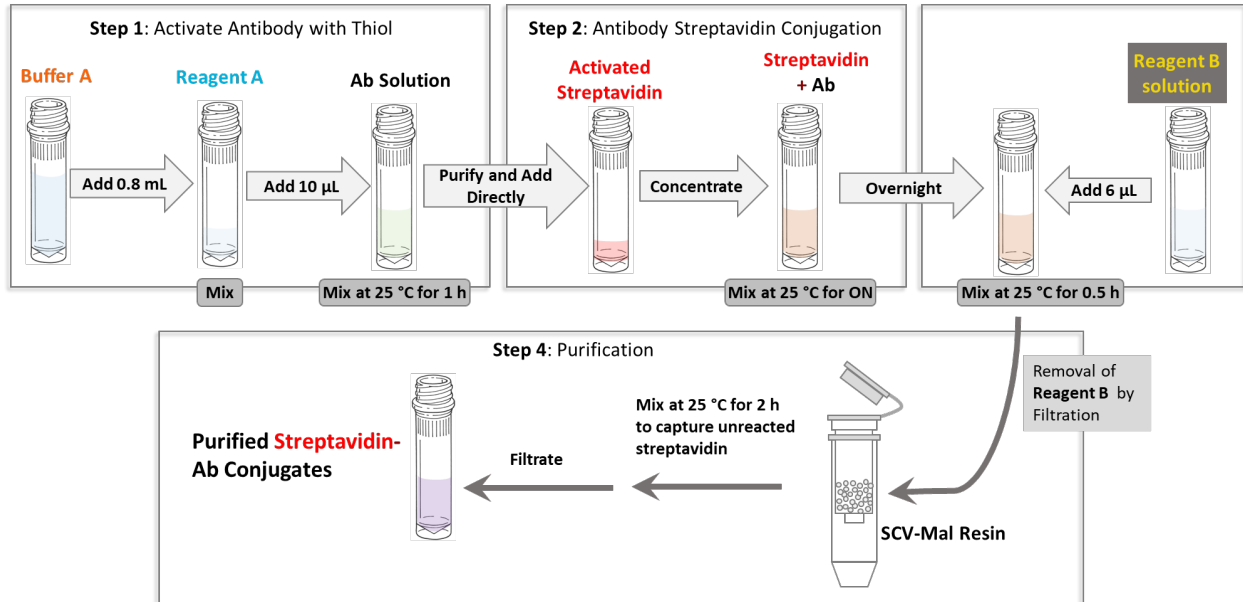 Step 1: Activate Antibody with Thiol
Buffer A
Reagent A
Ab Solution
Add 0.8 mL
Add 10 µL
Mix
Mix at 25 °C for 1 h
Purify and Add
Directly
Step 2: Antibody Streptavidin Conjugation
Activated
Streptavidin
Streptavidin
+ Ab
Concentrate
Mix at 25 °C for ON
Overnight
Reagent B
solution
Add 6 µL
Mix at 25 °C for 0.5 h
Step 4: Purification
Removal of
Reagent B by
Filtration
SCV-Mal Resin
Mix at 25 °C for 2 h
to capture unreacted
streptavidin
Filtrate
Purified Streptavidin-
Ab Conjugates